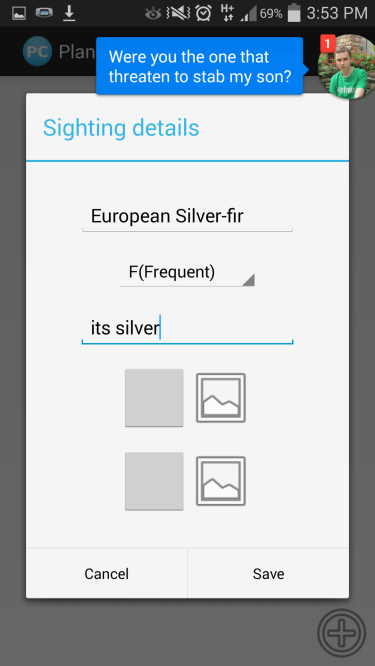 69% 3:53 PM
PC Plan
1
Were you the one that
threaten to stab my son?
Sighting details
European Silver-fir
F(Frequent)
its silver
Cancel Save